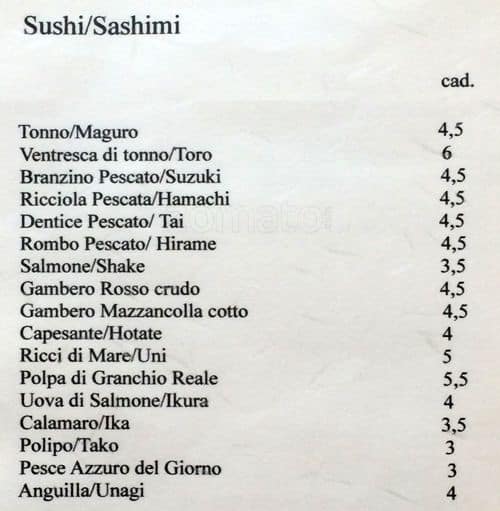 Sushi/Sashimi
cad.
Tonno/Maguro 4,5
Ventresca di tonno/Toro 6
Branzino Pescato/Suzuki 4,5
Ricciola Pescata/Hamachi 4,5
Dentice Pescato/ Tai 4,5
Rombo Pescato/ Hirame 4,5
Salmone/Shake 3,5
Gambero Rosso crudo 4,5
Gambero Mazzancolla cotto 4,5
Capesante/Hotate 4
Ricci di Mare/Uni 5
Polpa di Granchio Reale 5,5
Uova di Salmone/Ikura 4
Calamaro/Ika 3,5
Polipo/Tako 3
Pesce Azzuro del Giorno 3
Anguilla/Unagi 4